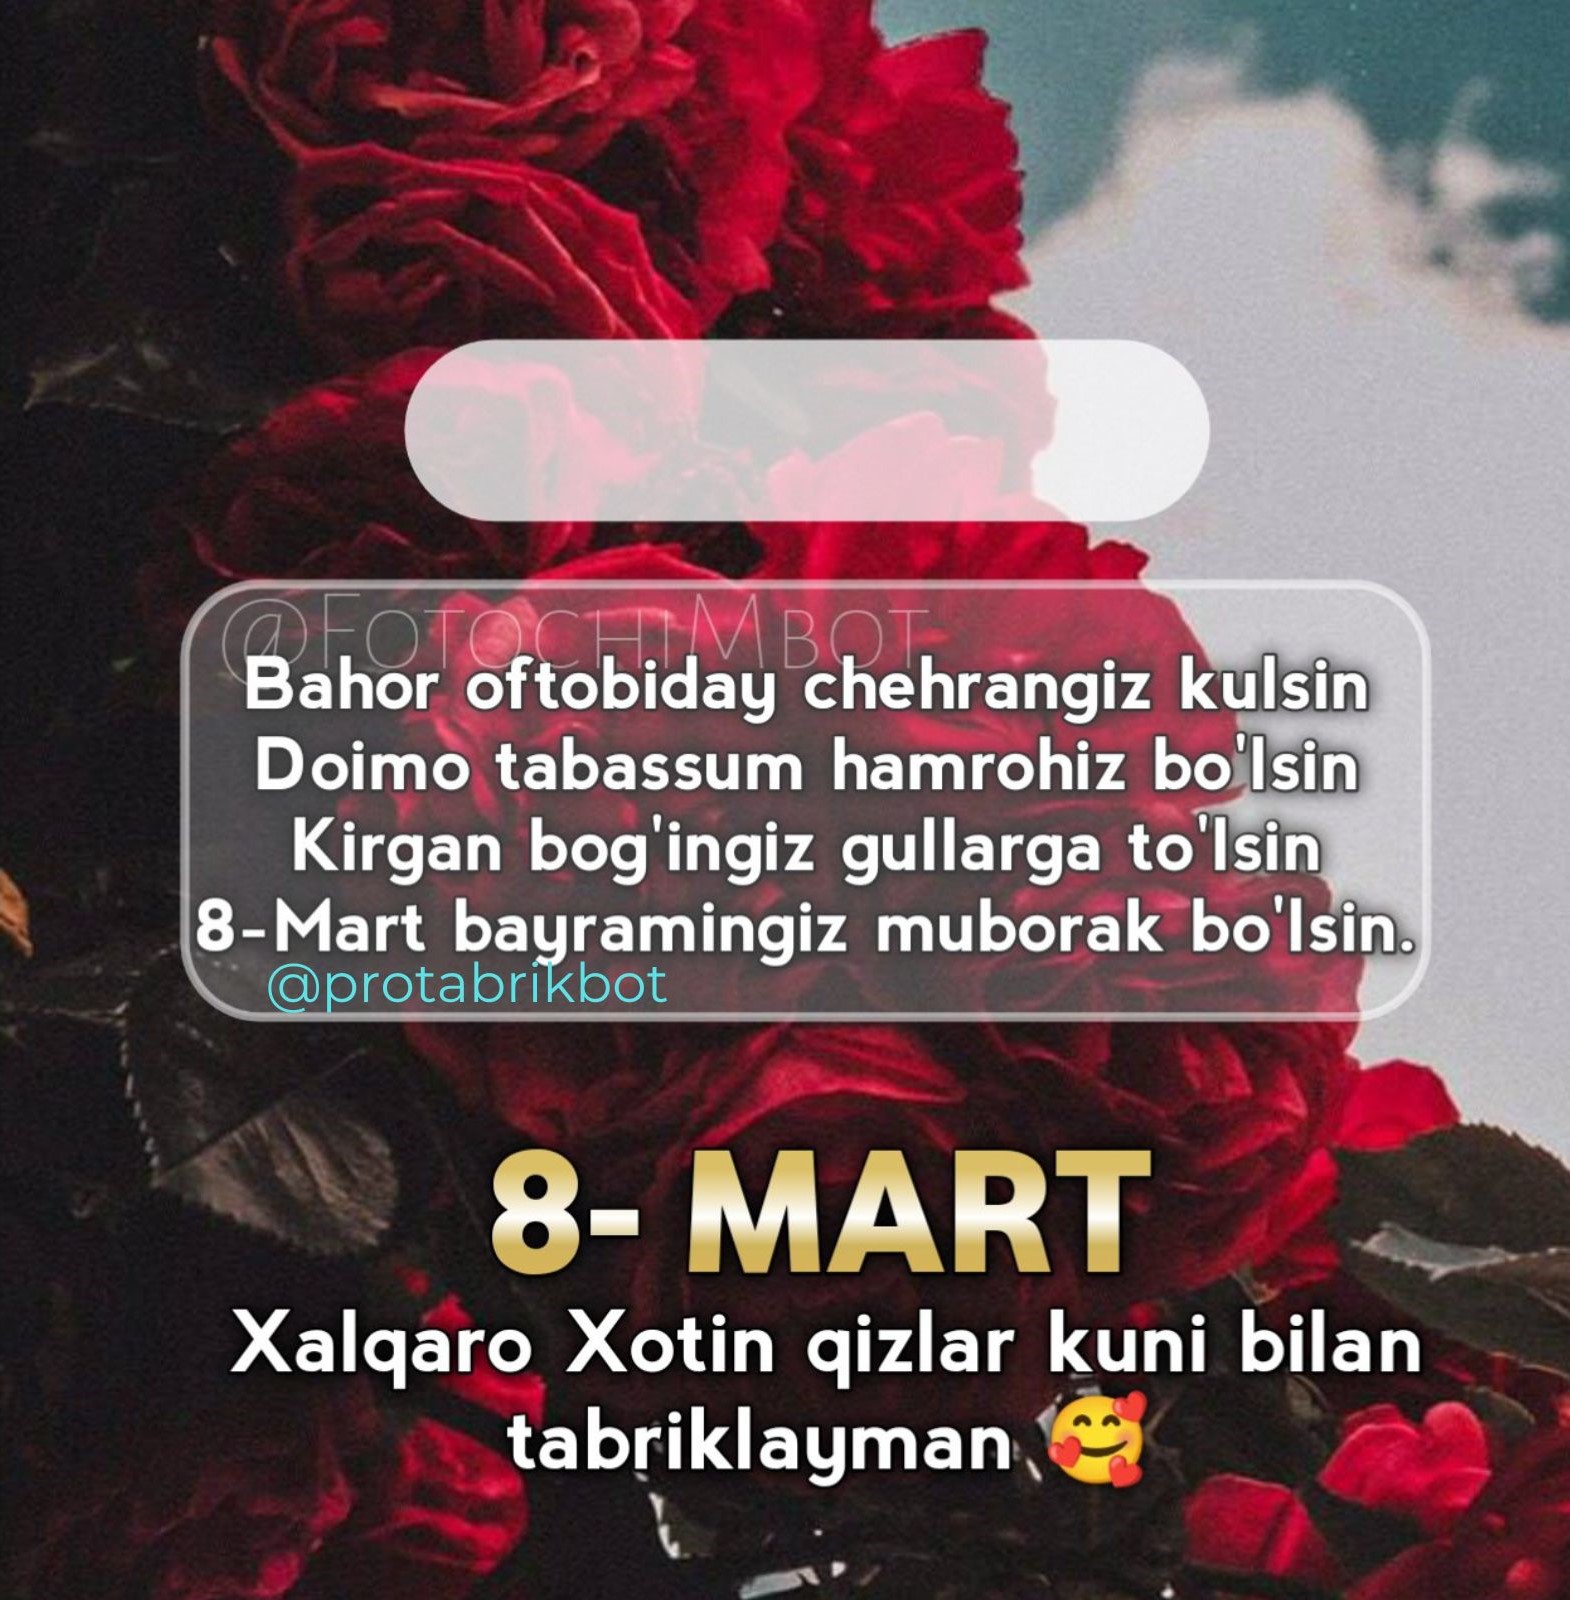 @FotochiMbot
Bahor oftobiday chehrangiz kulsin
Doimo tabassum hamrohiz bo'lsin
Kirgan bog'ingiz gullarga to'lsin
8-Mart bayramingiz muborak bo'lsin.
@protabrikbot
8- MART
Xalqaro Xotin qizlar kuni bilan
tabriklayman 🥰